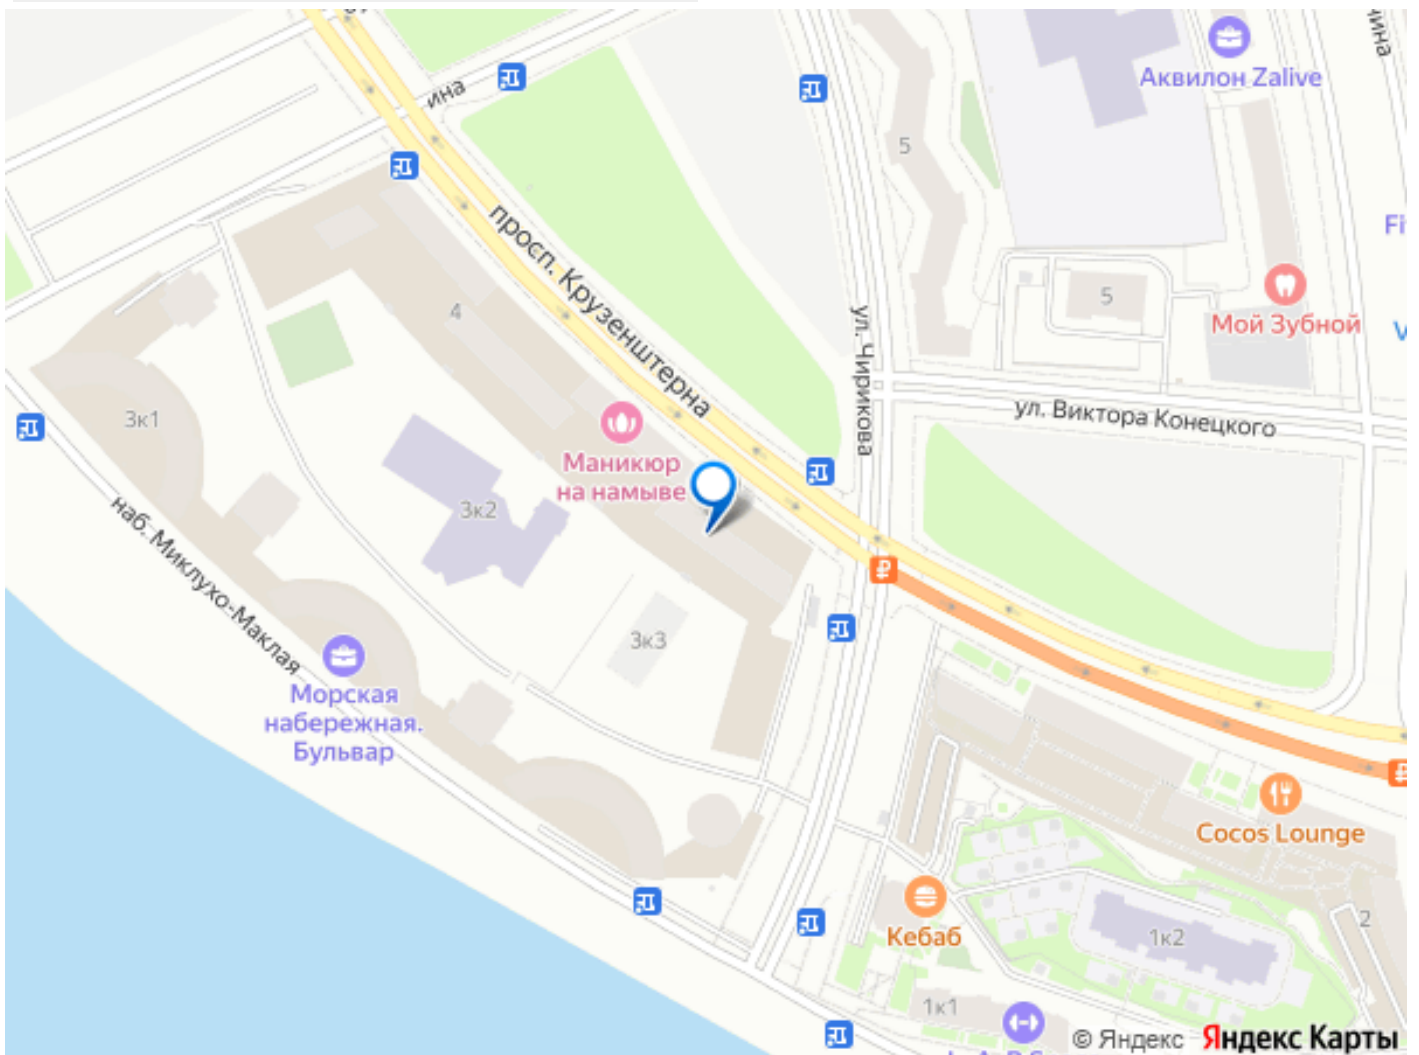 ина
Аквилон Zalive
5
просп. Крузенштерна
4
ул. Чирикова
5
Мой Зубной
ул. Виктора Конецкого
3к1
Маникюр
на намыве
3к2
наб. Миклухо-Маклая
3к3
Морская
набережная.
Бульвар
₽
₽
Cocos Lounge
Кебаб
2
1к2
1к1
© Яндекс Яндекс Карты